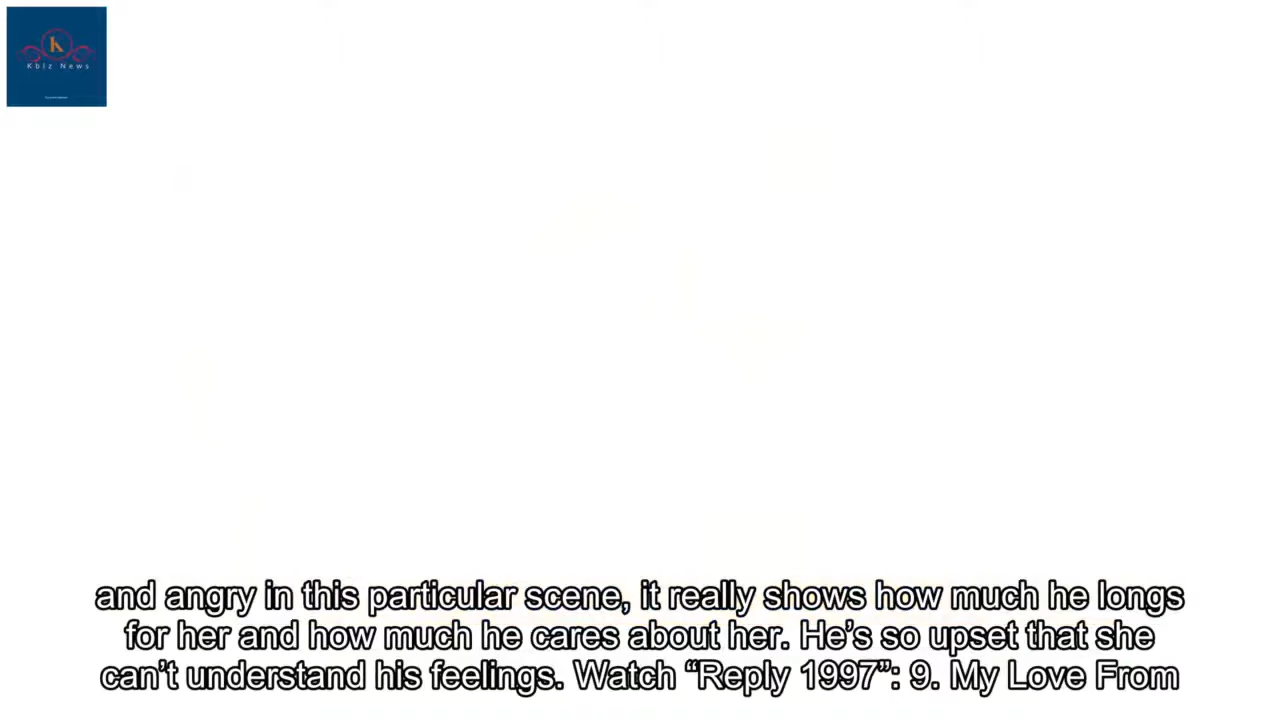 K
Kblz News
and angry in this particular scene, it really shows how much he longs
for her and how much he cares about her. He’s so upset that she
can’t understand his feelings. Watch “Reply 1997”: 9. My Love From